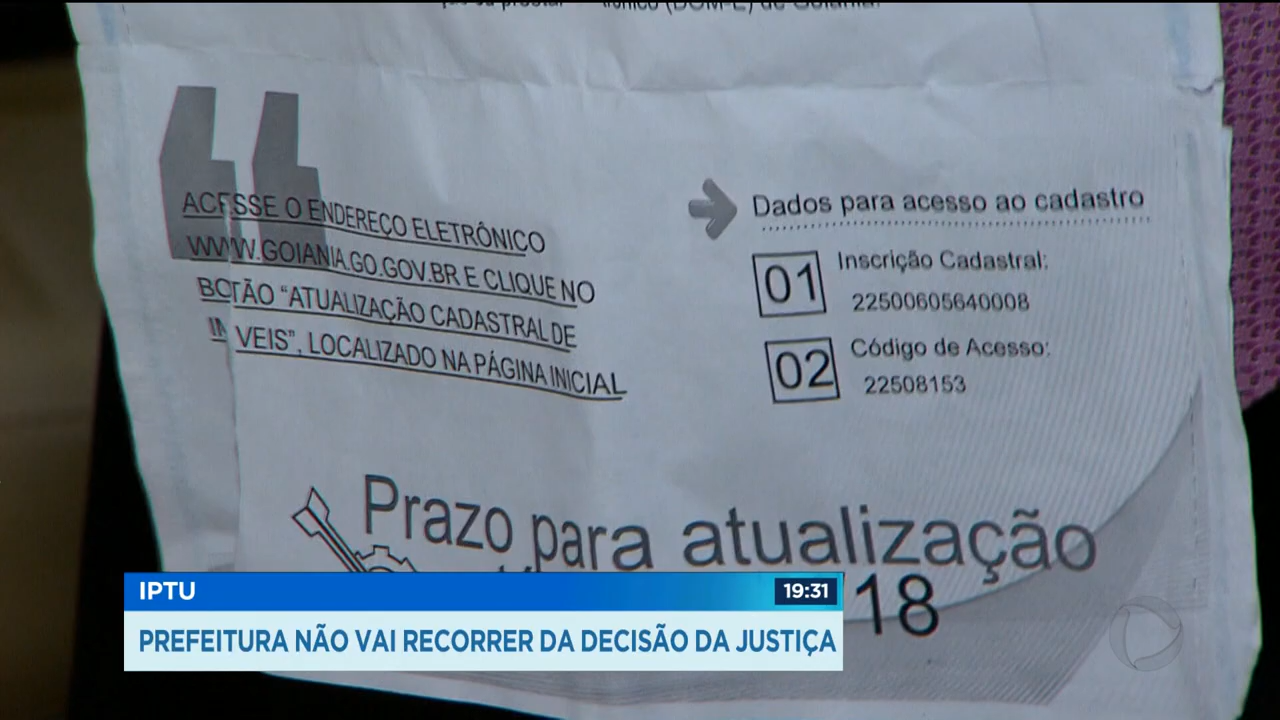 de Goiânia.
ACESSE O ENDEREÇO ELETRÔNICO
WWW.GOIANIA.GO.GOV.BR E CLIQUE NO
BOTÃO “ATUALIZAÇÃO CADASTRAL DE
VEIS”, LOCALIZADO NA PÁGINA INICIAL
Dados para acesso ao cadastro
01 Inscrição Cadastral:
22500605640008
02 Código de Acesso:
22508153
Prazo para atualização
18
IPTU 19:31
PREFEITURA NÃO VAI RECORRER DA DECISÃO DA JUSTIÇA